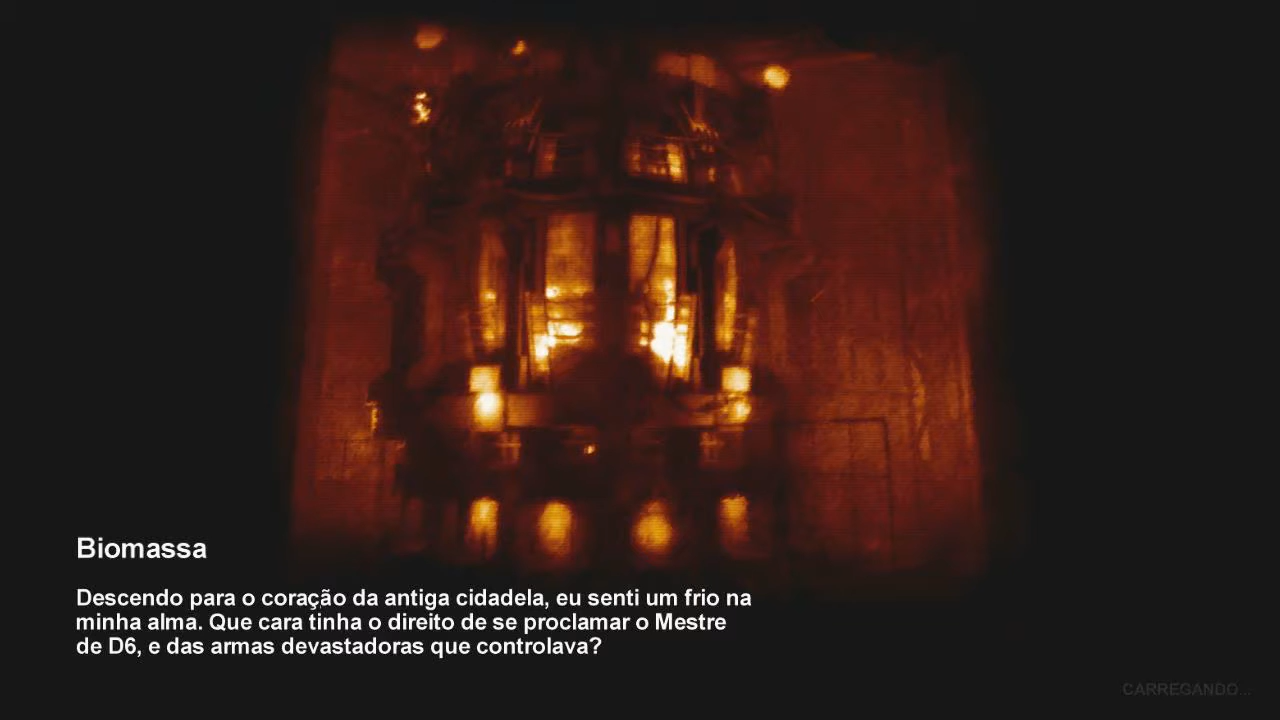 Biomassa
Descendo para o coração da antiga cidadela, eu senti um frio na
minha alma. Que cara tinha o direito de se proclamar o Mestre
de D6, e das armas devastadoras que controlava?
CARREGANDO...